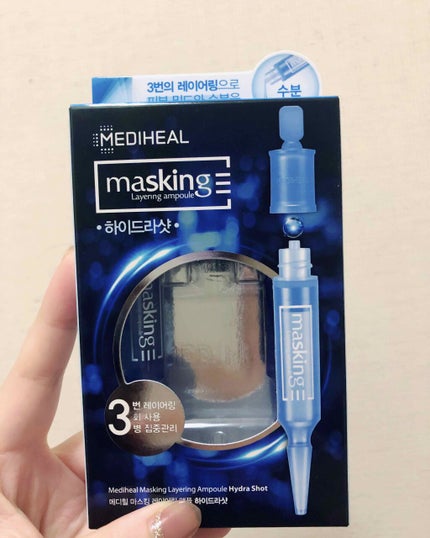 3번의 레이어링으로
수분
MEDIHEAL
masking
Layering ampoule
• 하이드라샷 •
masking
masking
3
번 레이어링
회 사용
병 집중관리
Mediheal Masking Layering Ampoule Hydra Shot
메디힐 마스킹 레이어링 앰플 하이드라샷